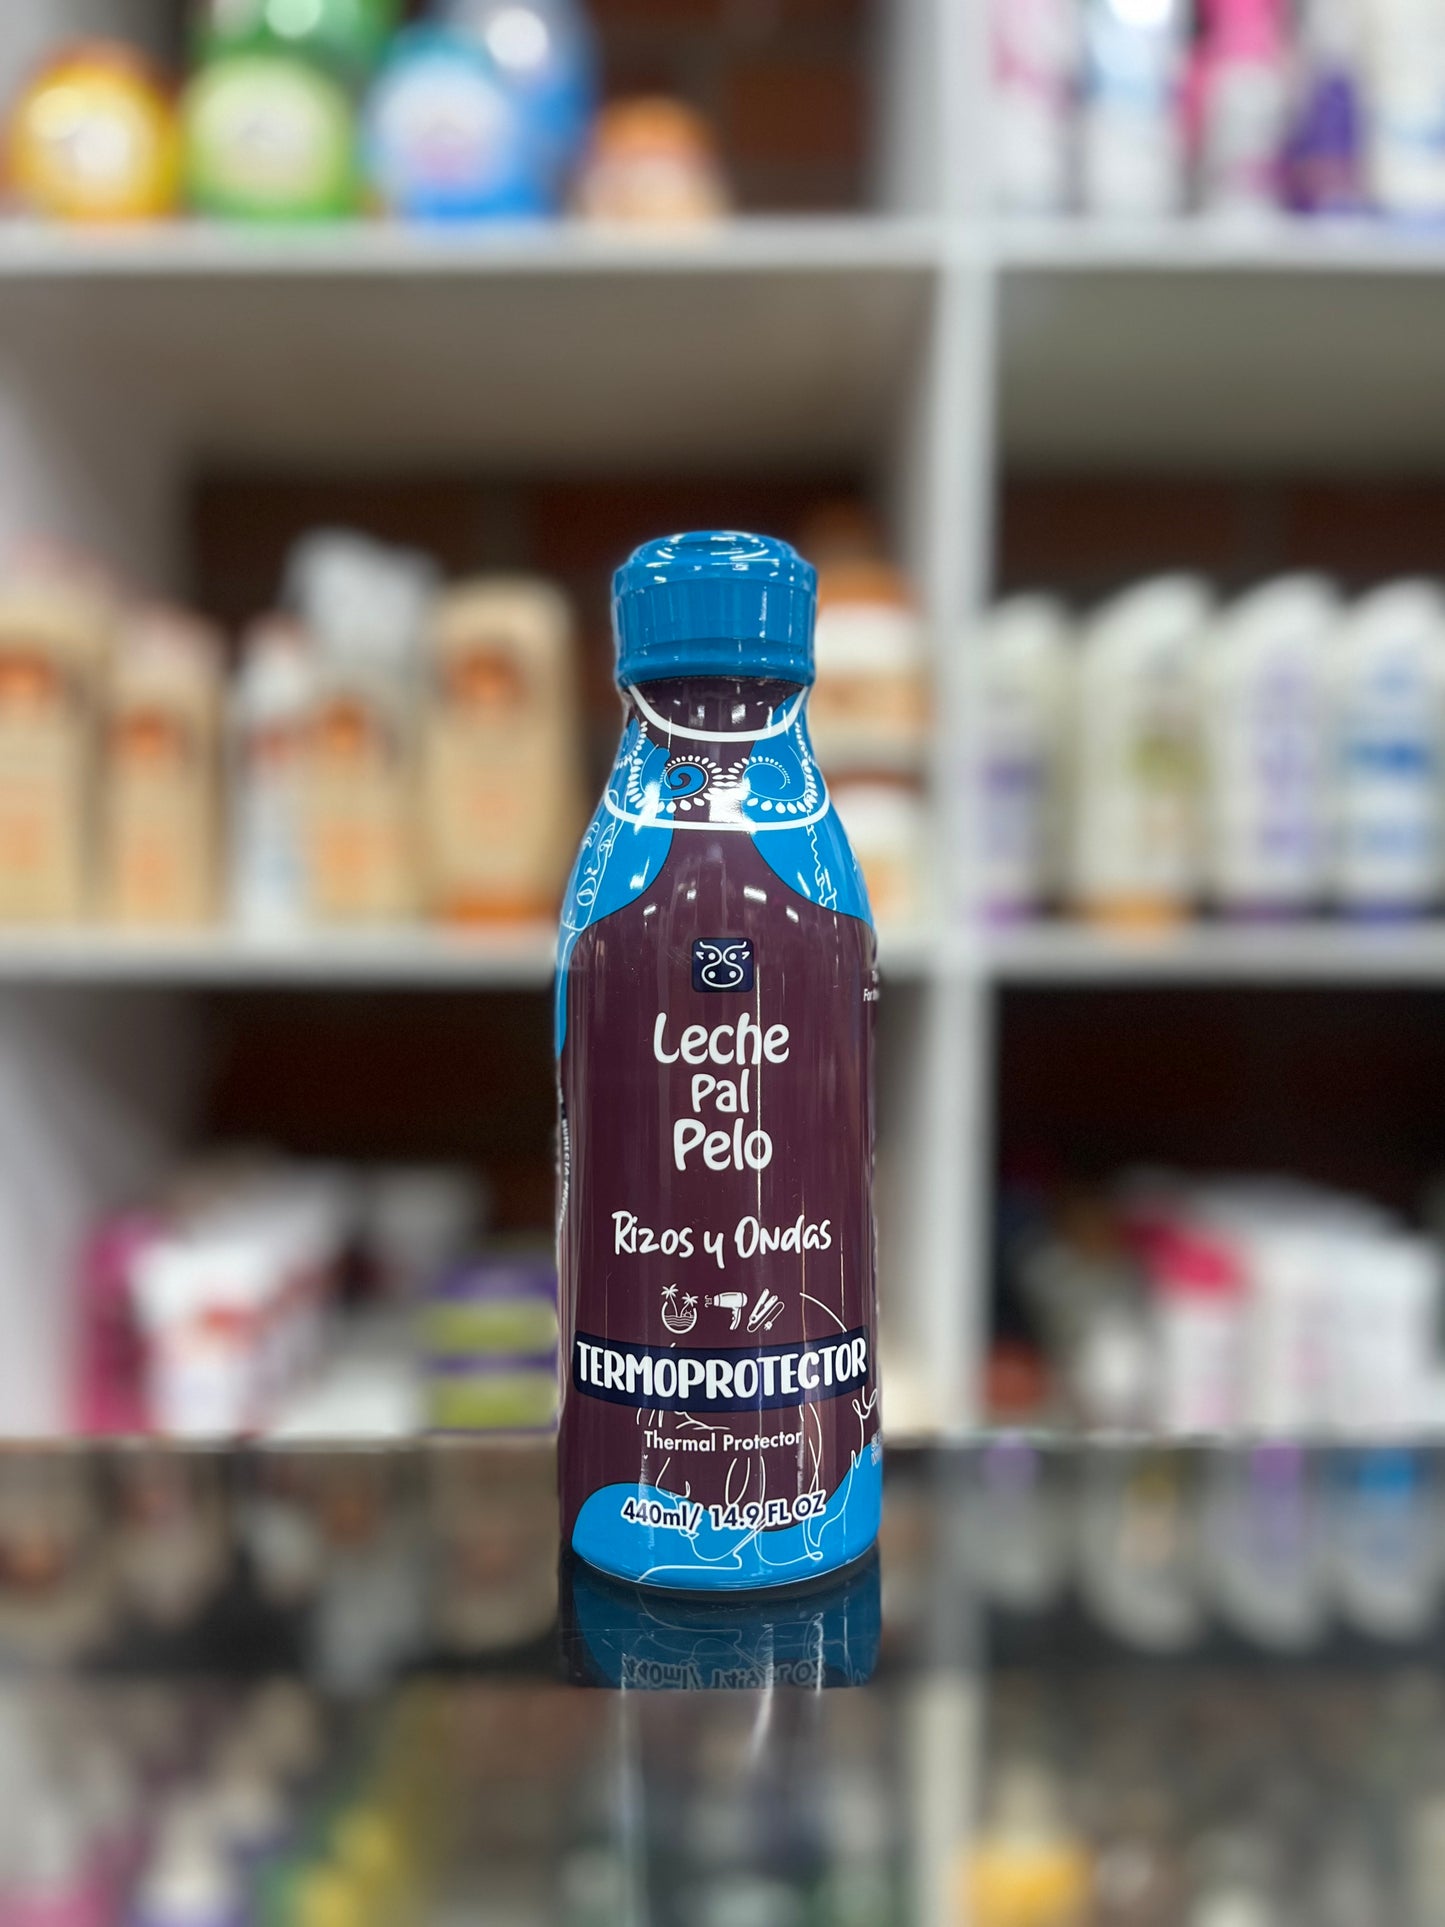 Leche
Pal
Pelo
Rizos y Ondas
TERMOPROTECTOR
Thermal Protector
440ml/ 14.9 FL OZ